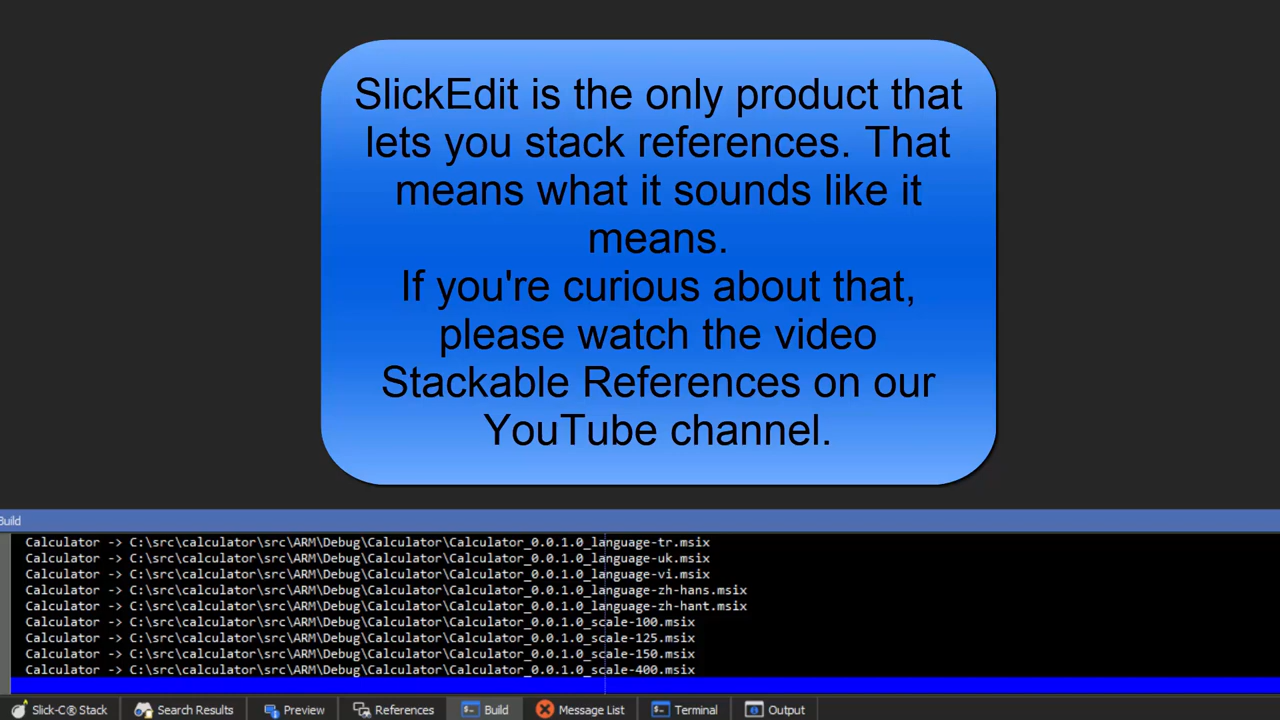 SlickEdit is the only product that
lets you stack references. That
means what it sounds like it
means.
If you're curious about that,
please watch the video
Stackable References on our
YouTube channel.
Build
Calculator -> C:\src\calculator\src\ARM\Debug\Calculator\Calculator_0.0.1.0_language-tr.msix
Calculator -> C:\src\calculator\src\ARM\Debug\Calculator\Calculator_0.0.1.0_language-uk.msix
Calculator -> C:\src\calculator\src\ARM\Debug\Calculator\Calculator_0.0.1.0_language-vi.msix
Calculator -> C:\src\calculator\src\ARM\Debug\Calculator\Calculator_0.0.1.0_language-zh-hans.msix
Calculator -> C:\src\calculator\src\ARM\Debug\Calculator\Calculator_0.0.1.0_language-zh-hant.msix
Calculator -> C:\src\calculator\src\ARM\Debug\Calculator\Calculator_0.0.1.0_scale-100.msix
Calculator -> C:\src\calculator\src\ARM\Debug\Calculator\Calculator_0.0.1.0_scale-125.msix
Calculator -> C:\src\calculator\src\ARM\Debug\Calculator\Calculator_0.0.1.0_scale-150.msix
Calculator -> C:\src\calculator\src\ARM\Debug\Calculator\Calculator_0.0.1.0_scale-400.msix
Slick-C® Stack Search Results Preview References Build Message List Terminal Output